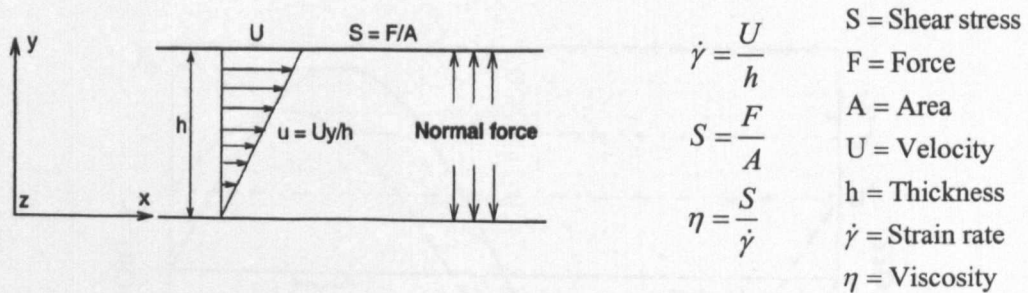 y
U
S = F/A
h
u = Uy/h
Normal force
z
x
γ̇ = U/h
S = F/A
η = S/γ̇
S = Shear stress
F = Force
A = Area
U = Velocity
h = Thickness
γ̇ = Strain rate
η = Viscosity